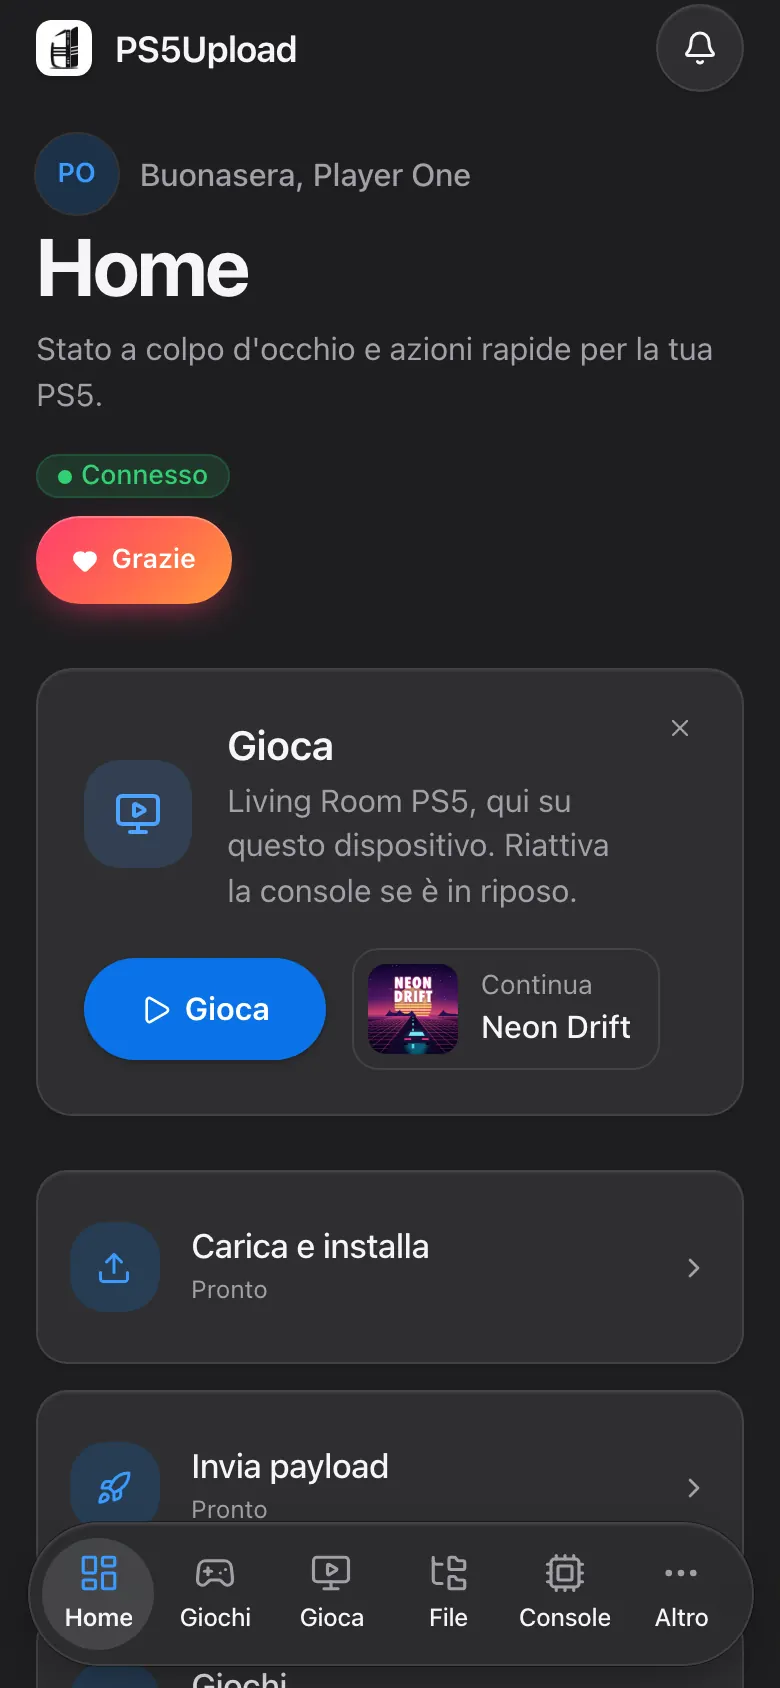 PS5Upload
PO
Buonasera, Player One
Home
Stato a colpo d'occhio e azioni rapide per la tua
PS5.
Connesso
Grazie
Gioca
Living Room PS5, qui su
questo dispositivo. Riattiva
la console se è in riposo.
Gioca
NEON
DRIFT
Continua
Neon Drift
Carica e installa
Pronto
Invia payload
Pronto
Home
Giochi
Gioca
File
Console
Altro
Giochi